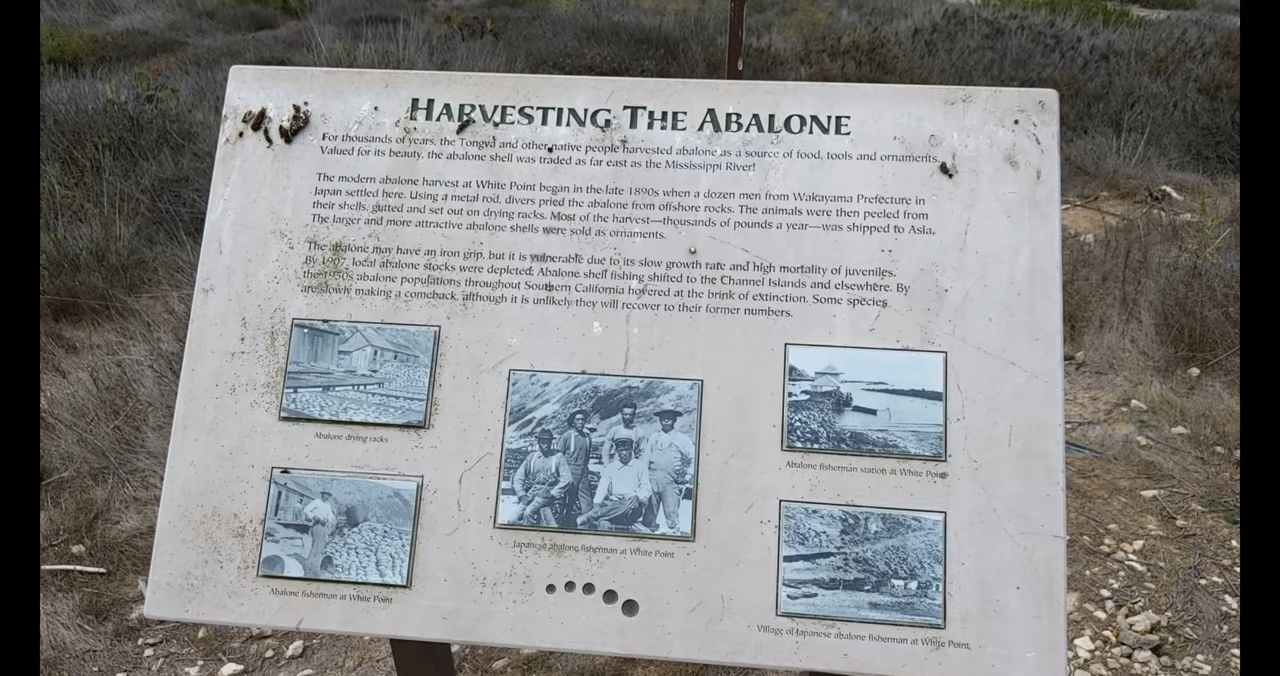 HARVESTING THE ABALONE
For thousands of years, the Tongva and other native people harvested abalone as a source of food, tools and ornaments.
Valued for its beauty, the abalone shell was traded as far east as the Mississippi River!
The modern abalone harvest at White Point began in the late 1890s when a dozen men from Wakayama Prefecture in
Japan settled here. Using a metal rod, divers pried the abalone from offshore rocks. The animals were then peeled from
their shells, gutted and set out on drying racks. Most of the harvest—thousands of pounds a year—was shipped to Asia.
The larger and more attractive abalone shells were sold as ornaments.
The abalone may have an iron grip, but it is vulnerable due to its slow growth rate and high mortality of juveniles.
By 1907, local abalone stocks were depleted. Abalone shell fishing shifted to the Channel Islands and elsewhere. By
the 1950s abalone populations throughout Southern California hovered at the brink of extinction. Some species
are slowly making a comeback, although it is unlikely they will recover to their former numbers.
Abalone drying racks
Abalone fisherman station at White Point
Japanese abalone fisherman at White Point
Abalone fisherman at White Point
Village of Japanese abalone fisherman at White Point